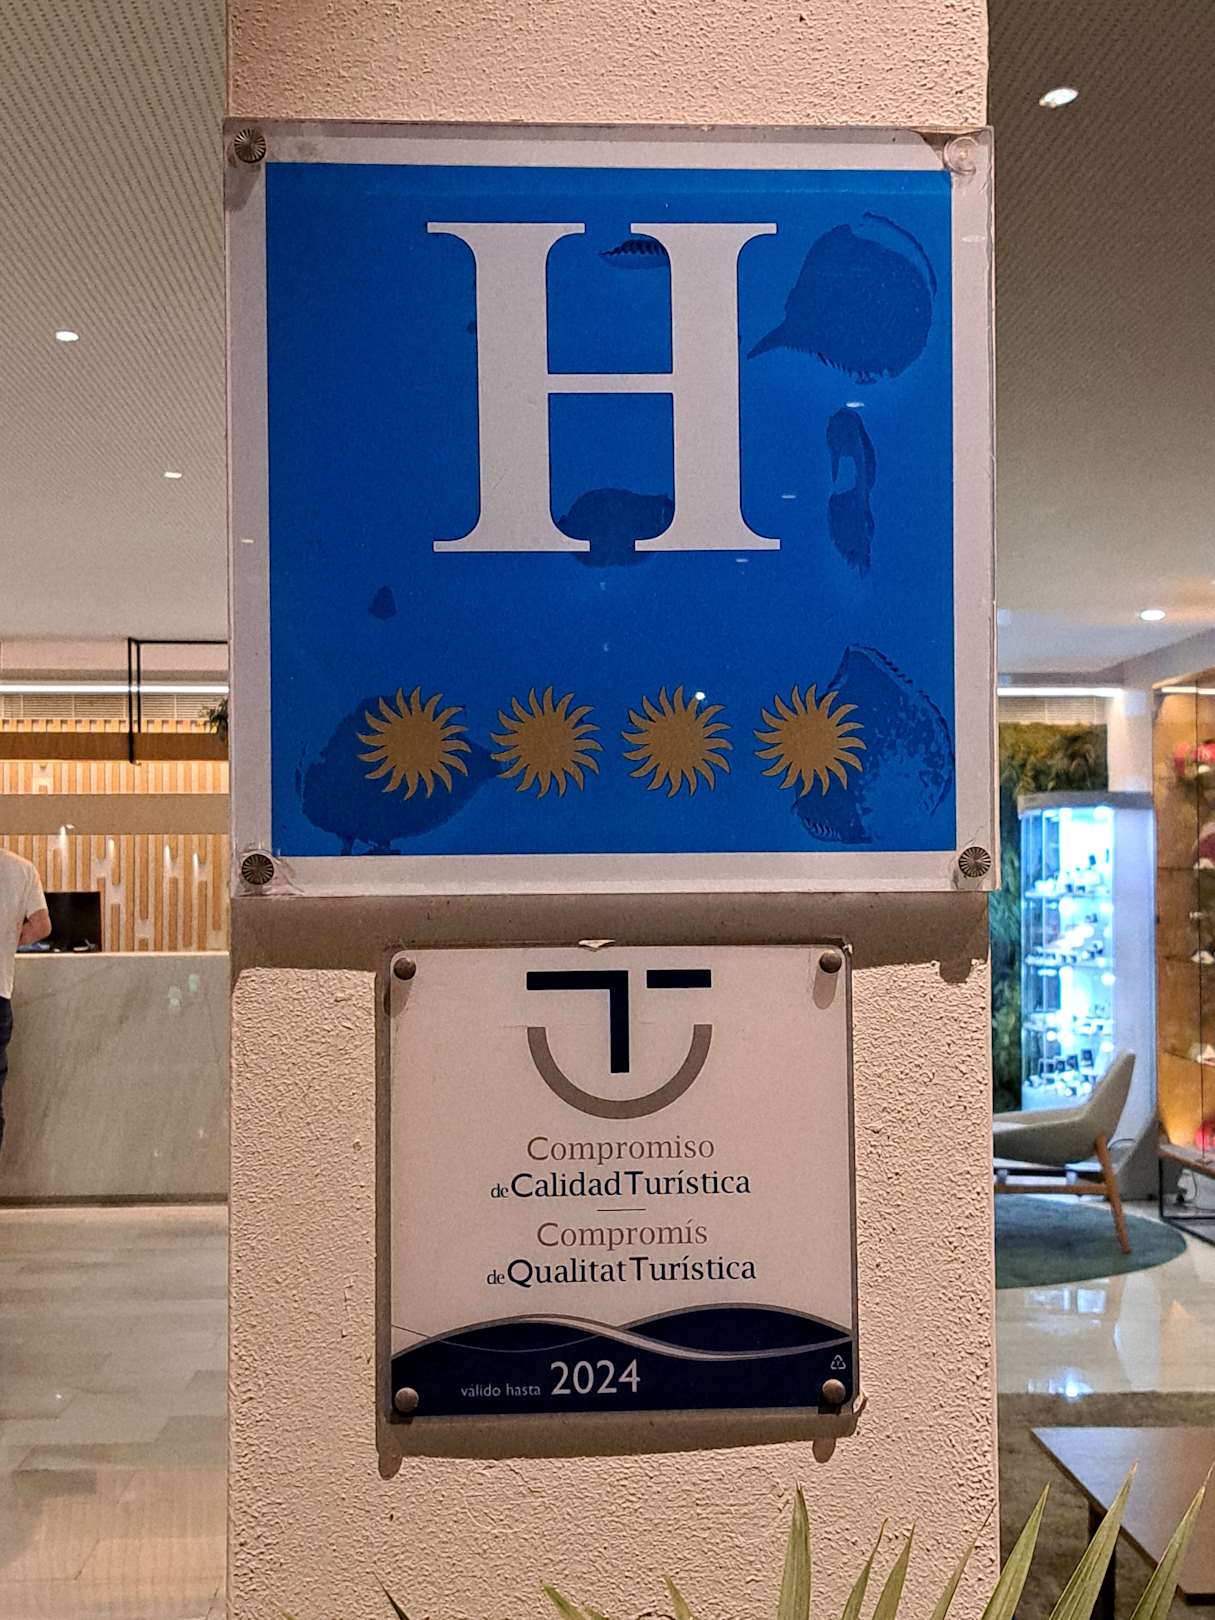 H
Compromiso
de Calidad Turística
Compromís
de Qualitat Turística
válido hasta 2024